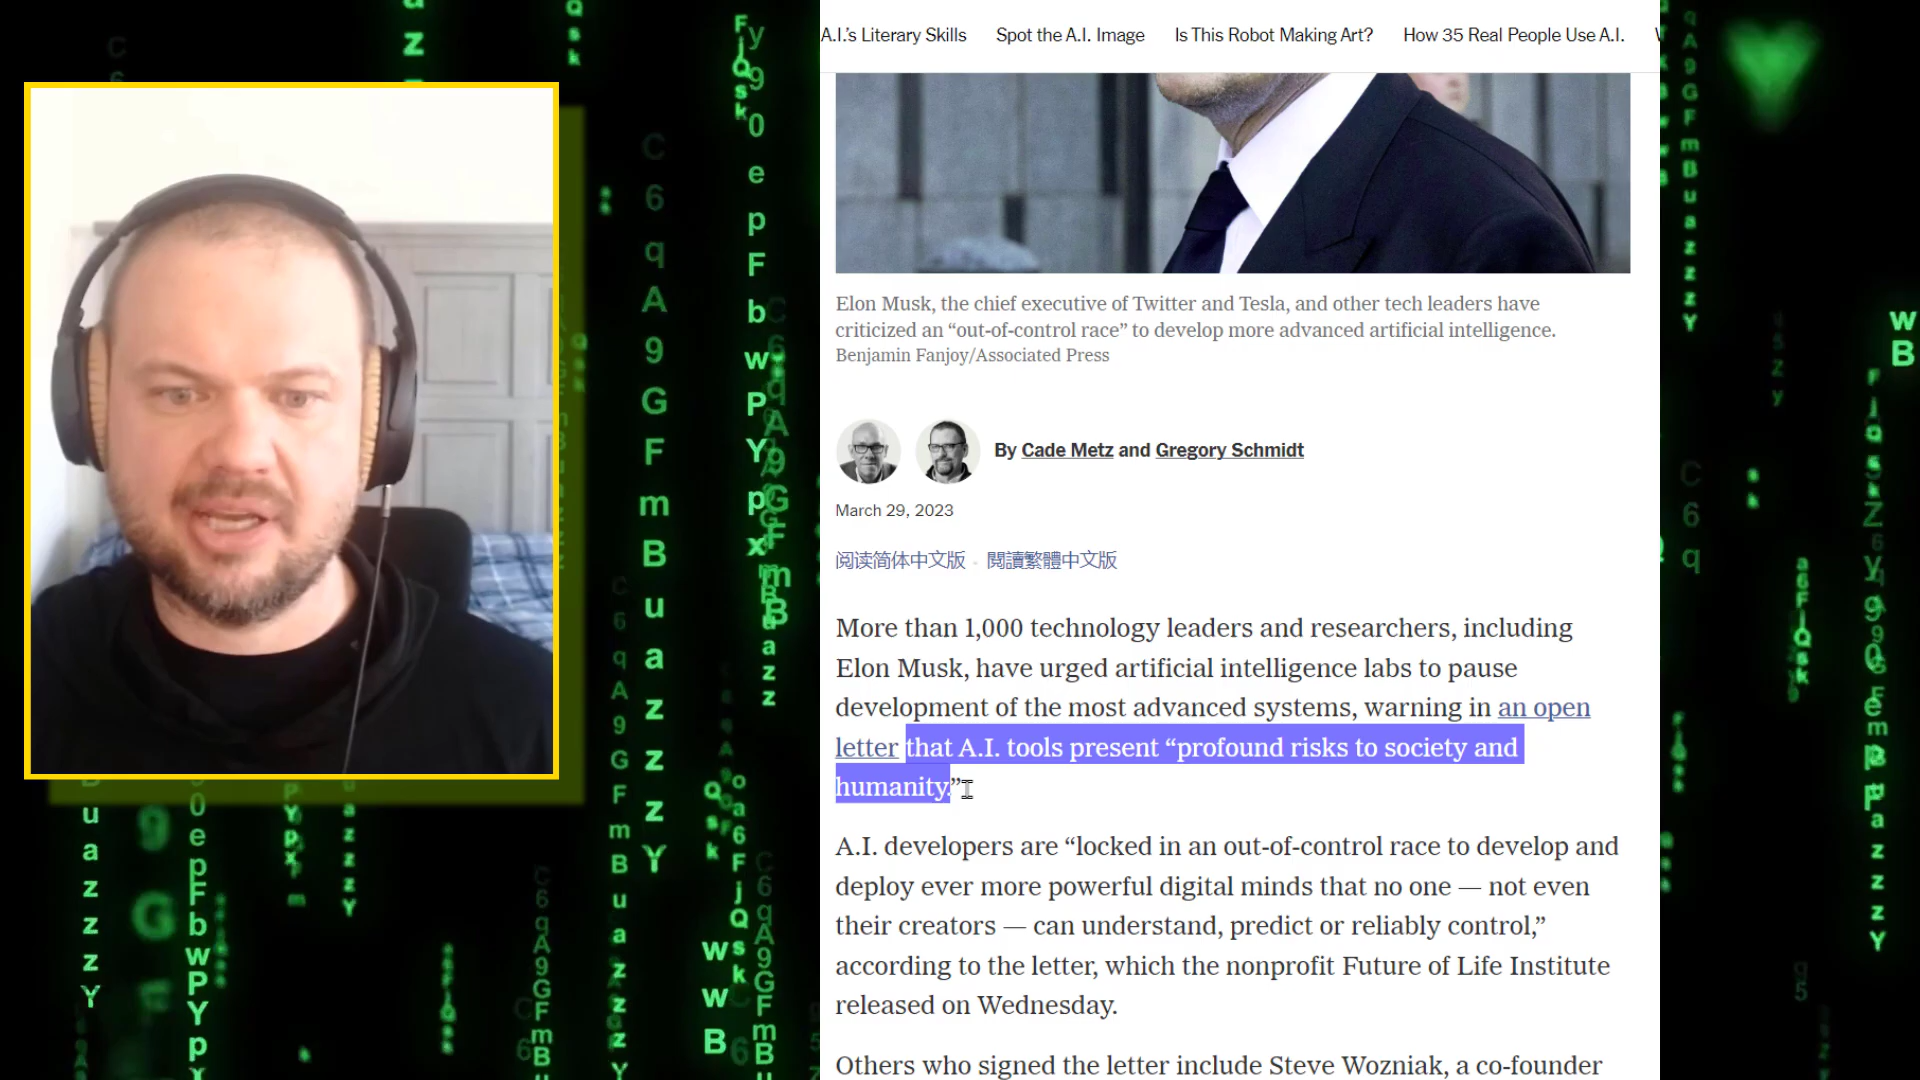 A.I.'s Literary Skills Spot the A.I. Image Is This Robot Making Art? How 35 Real People Use A.I.
Elon Musk, the chief executive of Twitter and Tesla, and other tech leaders have
criticized an “out-of-control race” to develop more advanced artificial intelligence.
Benjamin Fanjoy/Associated Press
By Cade Metz and Gregory Schmidt
March 29, 2023
阅读简体中文版 · 閱讀繁體中文版
More than 1,000 technology leaders and researchers, including
Elon Musk, have urged artificial intelligence labs to pause
development of the most advanced systems, warning in an open
letter that A.I. tools present “profound risks to society and
humanity.”
A.I. developers are “locked in an out-of-control race to develop and
deploy ever more powerful digital minds that no one — not even
their creators — can understand, predict or reliably control,”
according to the letter, which the nonprofit Future of Life Institute
released on Wednesday.
Others who signed the letter include Steve Wozniak, a co-founder